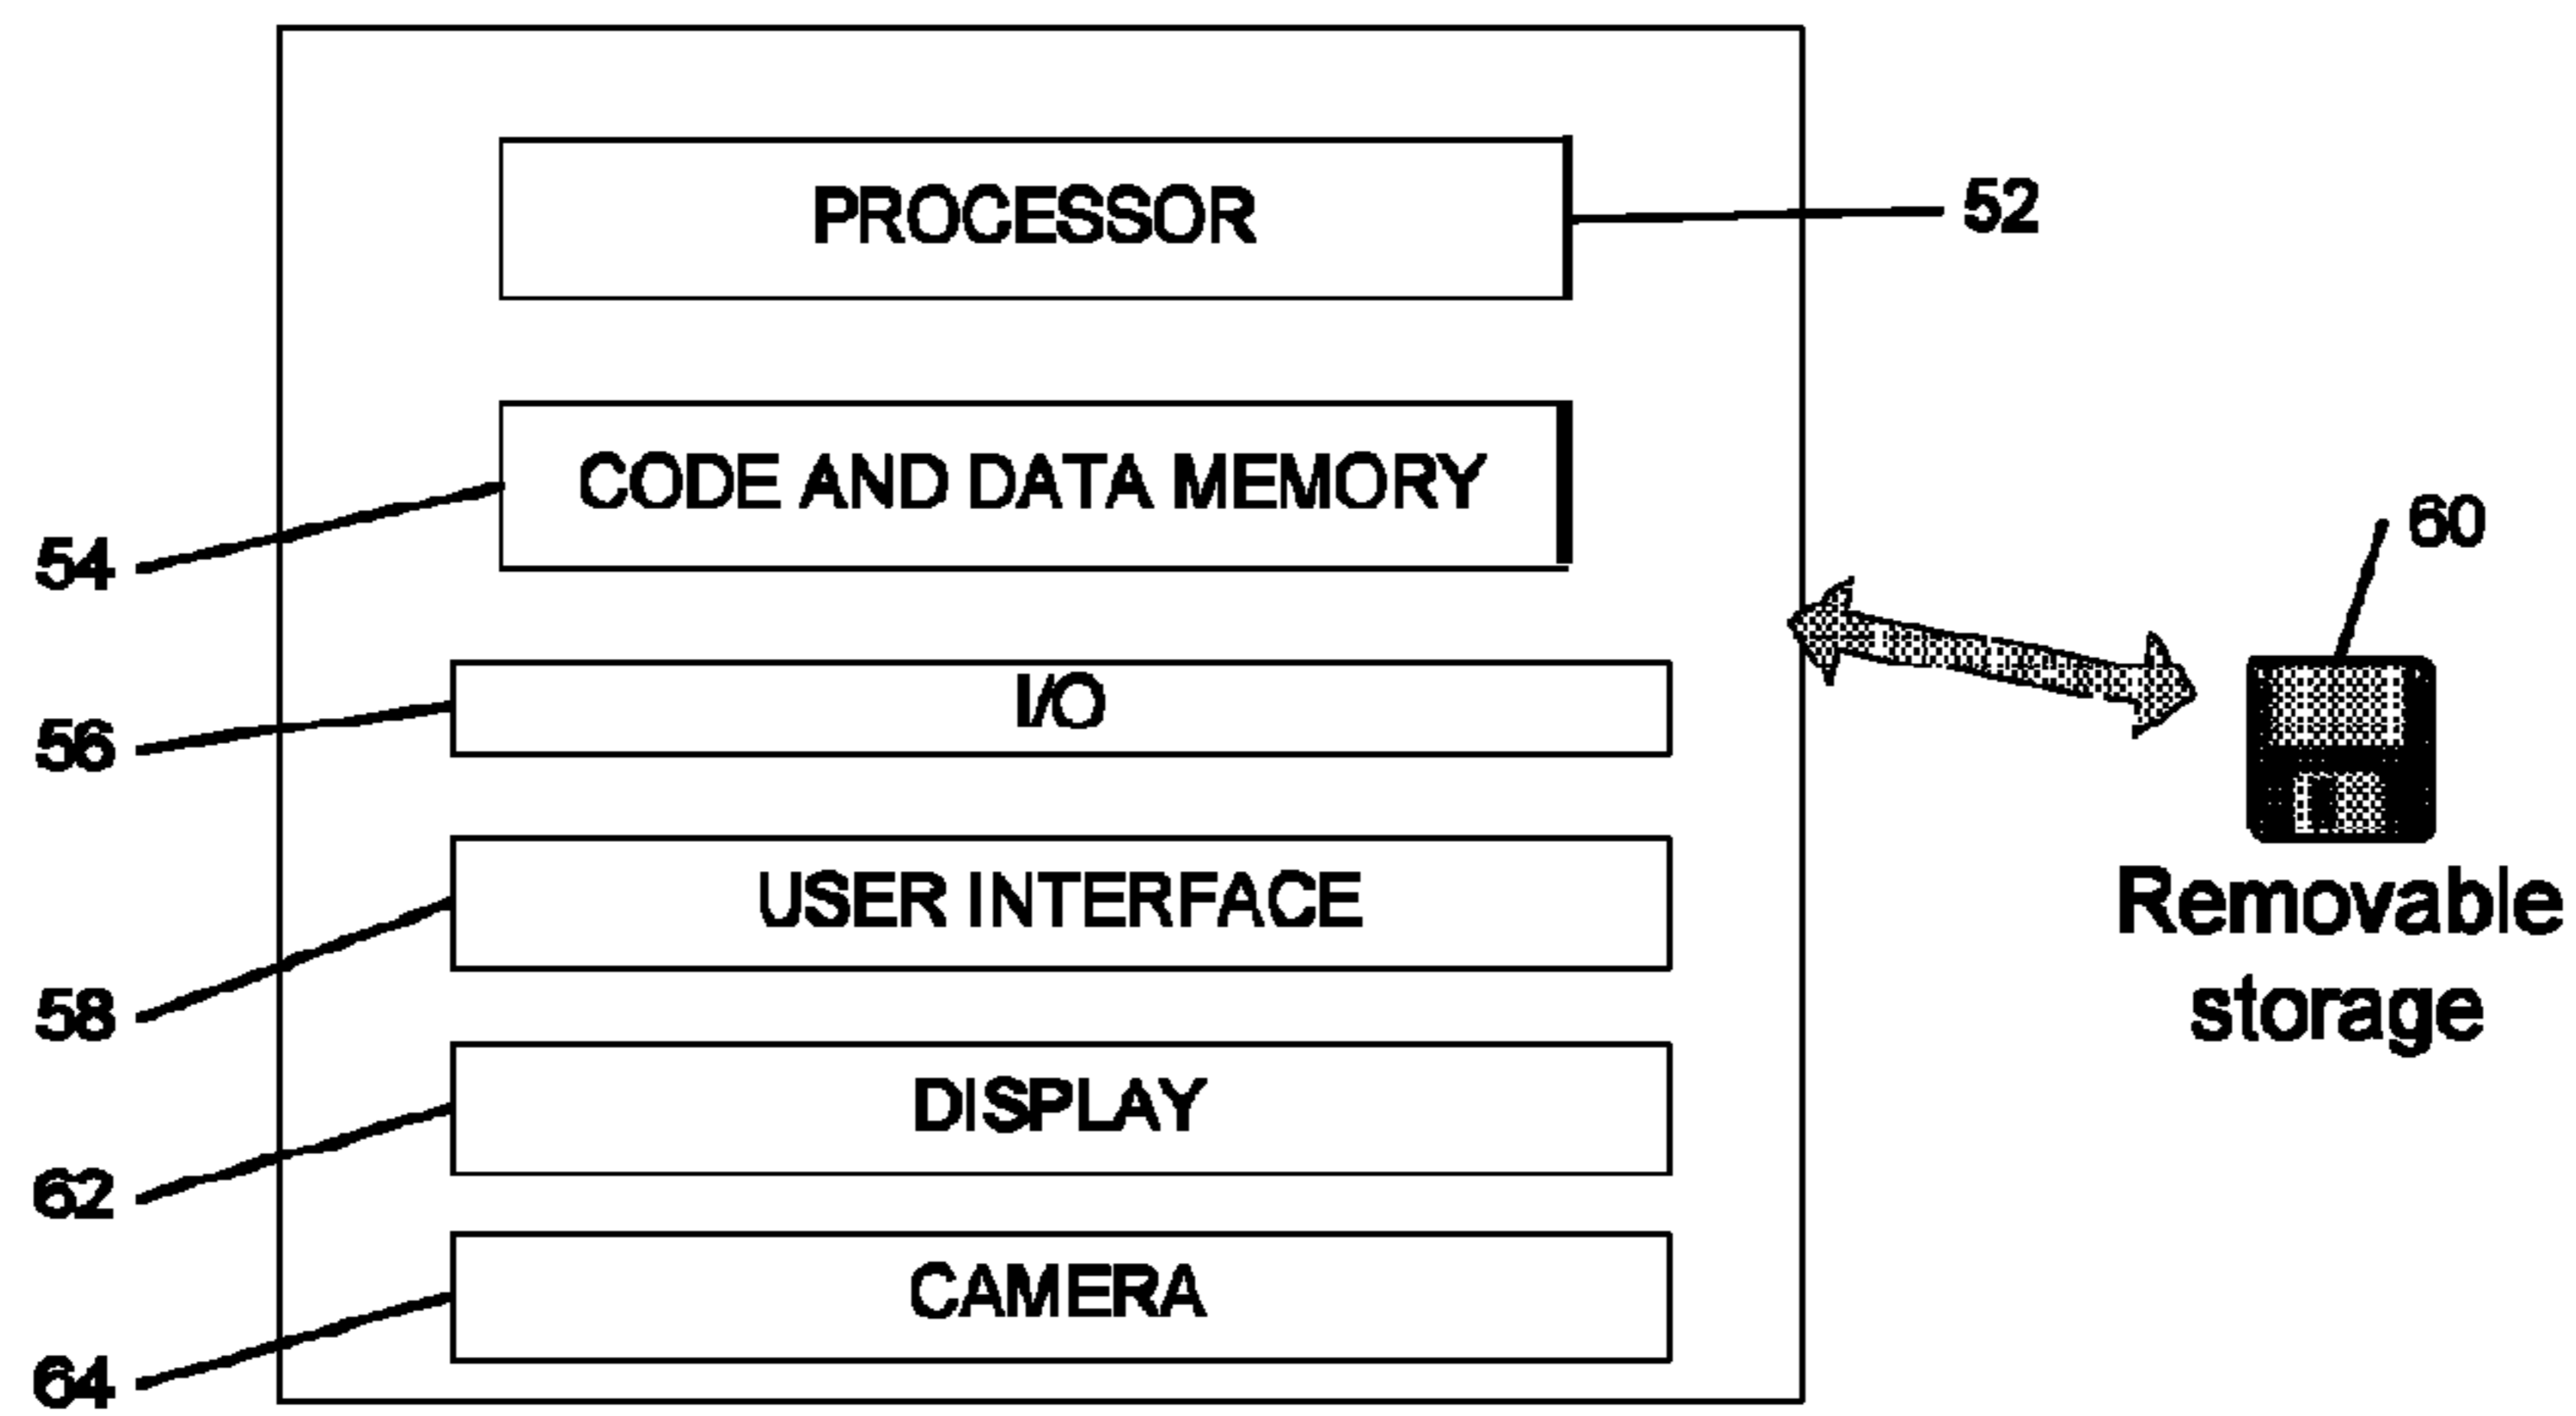 PROCESSOR
52
CODE AND DATA MEMORY
54
60
I/O
56
USER INTERFACE
58
Removable
storage
DISPLAY
62
CAMERA
64